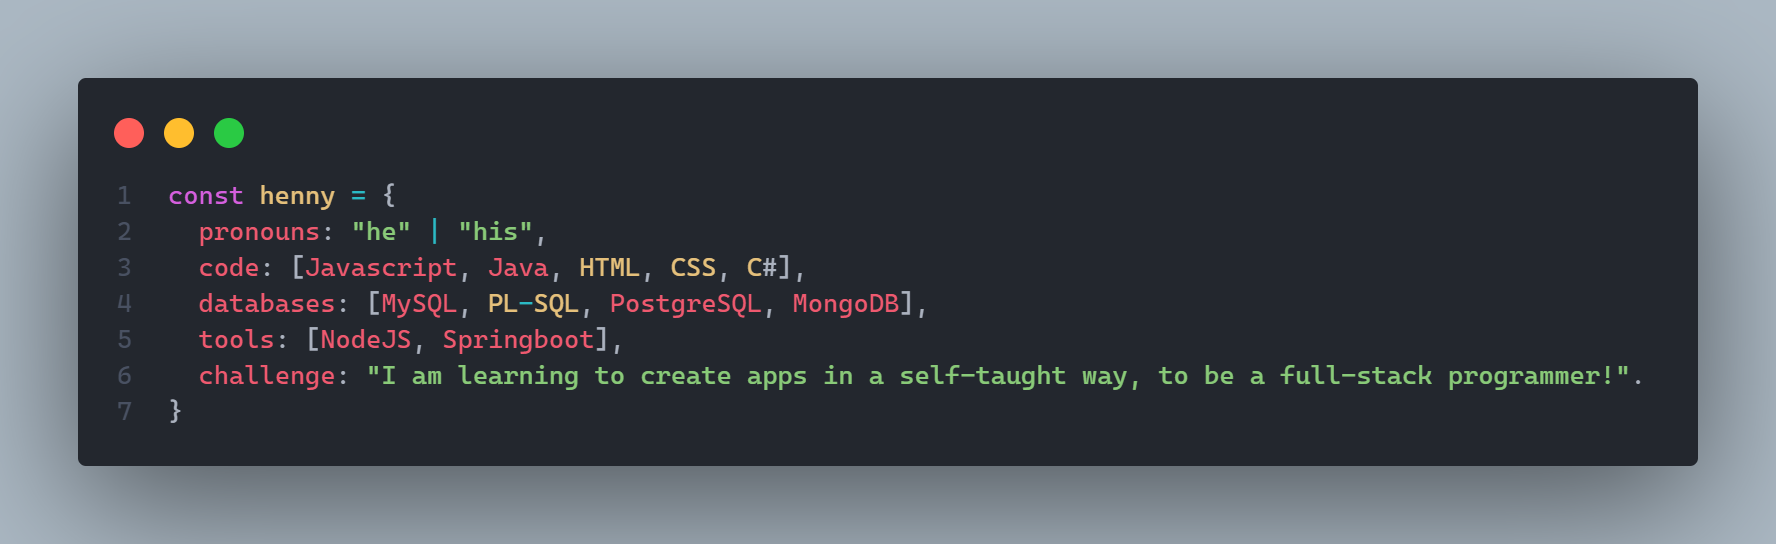 1 const henny = {
2   pronouns: "he" | "his",
3   code: [Javascript, Java, HTML, CSS, C#],
4   databases: [MySQL, PL-SQL, PostgreSQL, MongoDB],
5   tools: [NodeJS, Springboot],
6   challenge: "I am learning to create apps in a self-taught way, to be a full-stack programmer!".
7 }